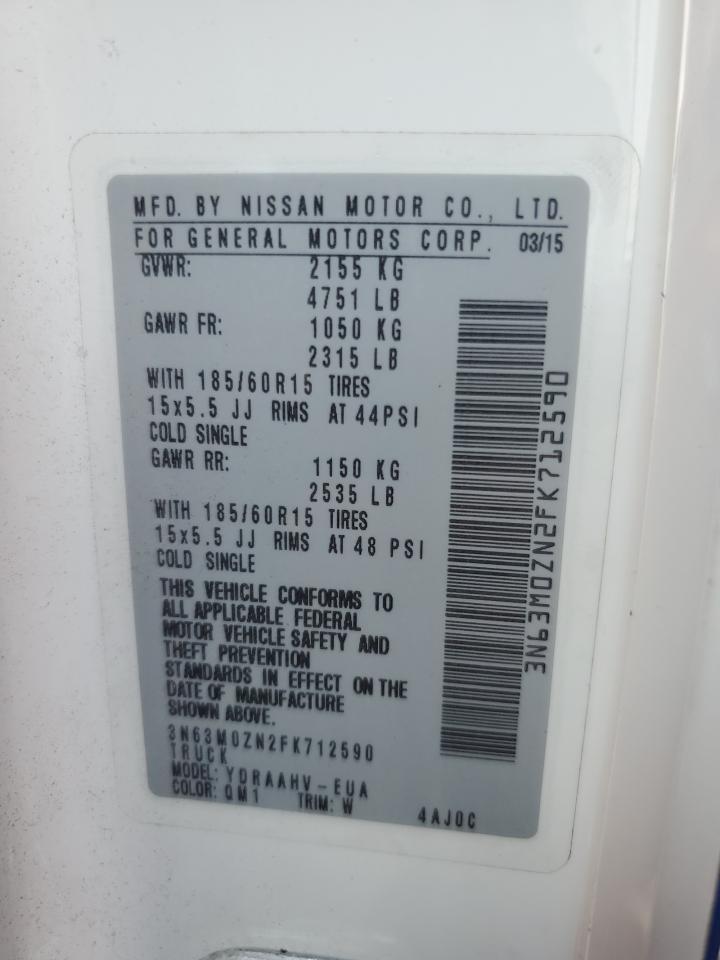 MFD. BY NISSAN MOTOR CO., LTD.
FOR GENERAL MOTORS CORP. 03/15
GVWR: 2155 KG
4751 LB
GAWR FR: 1050 KG
2315 LB
WITH 185/60R15 TIRES
15x5.5 JJ RIMS AT 44PSI
COLD SINGLE
GAWR RR: 1150 KG
2535 LB
WITH 185/60R15 TIRES
15x5.5 JJ RIMS AT 48 PSI
COLD SINGLE
THIS VEHICLE CONFORMS TO
ALL APPLICABLE FEDERAL
MOTOR VEHICLE SAFETY AND
THEFT PREVENTION
STANDARDS IN EFFECT ON THE
DATE OF MANUFACTURE
SHOWN ABOVE.
3N63M0ZN2FK712590
TRUCK
MODEL: YDRAAHV-EUA
COLOR: QM1 TRIM: W 4AJ0C
3N63M0ZN2FK712590